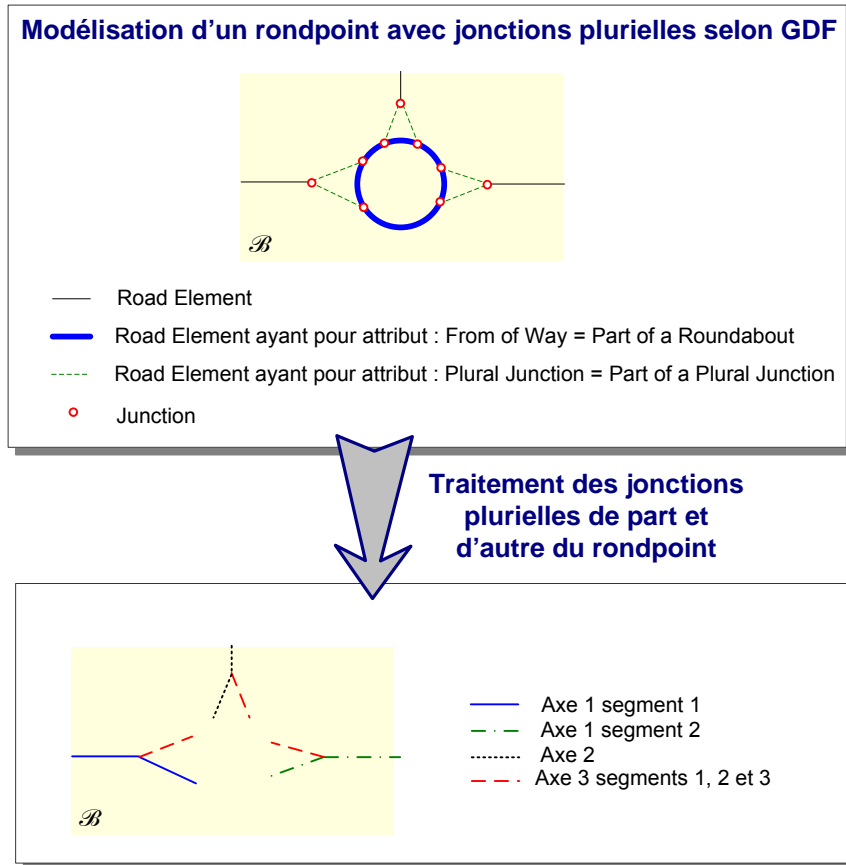 Modélisation d'un rondpoint avec jonctions plurielles selon GDF
ℬ
Road Element
Road Element ayant pour attribut : From of Way = Part of a Roundabout
Road Element ayant pour attribut : Plural Junction = Part of a Plural Junction
Junction
Traitement des jonctions
plurielles de part et
d'autre du rondpoint
Axe 1 segment 1
Axe 1 segment 2
Axe 2
Axe 3 segments 1, 2 et 3
ℬ